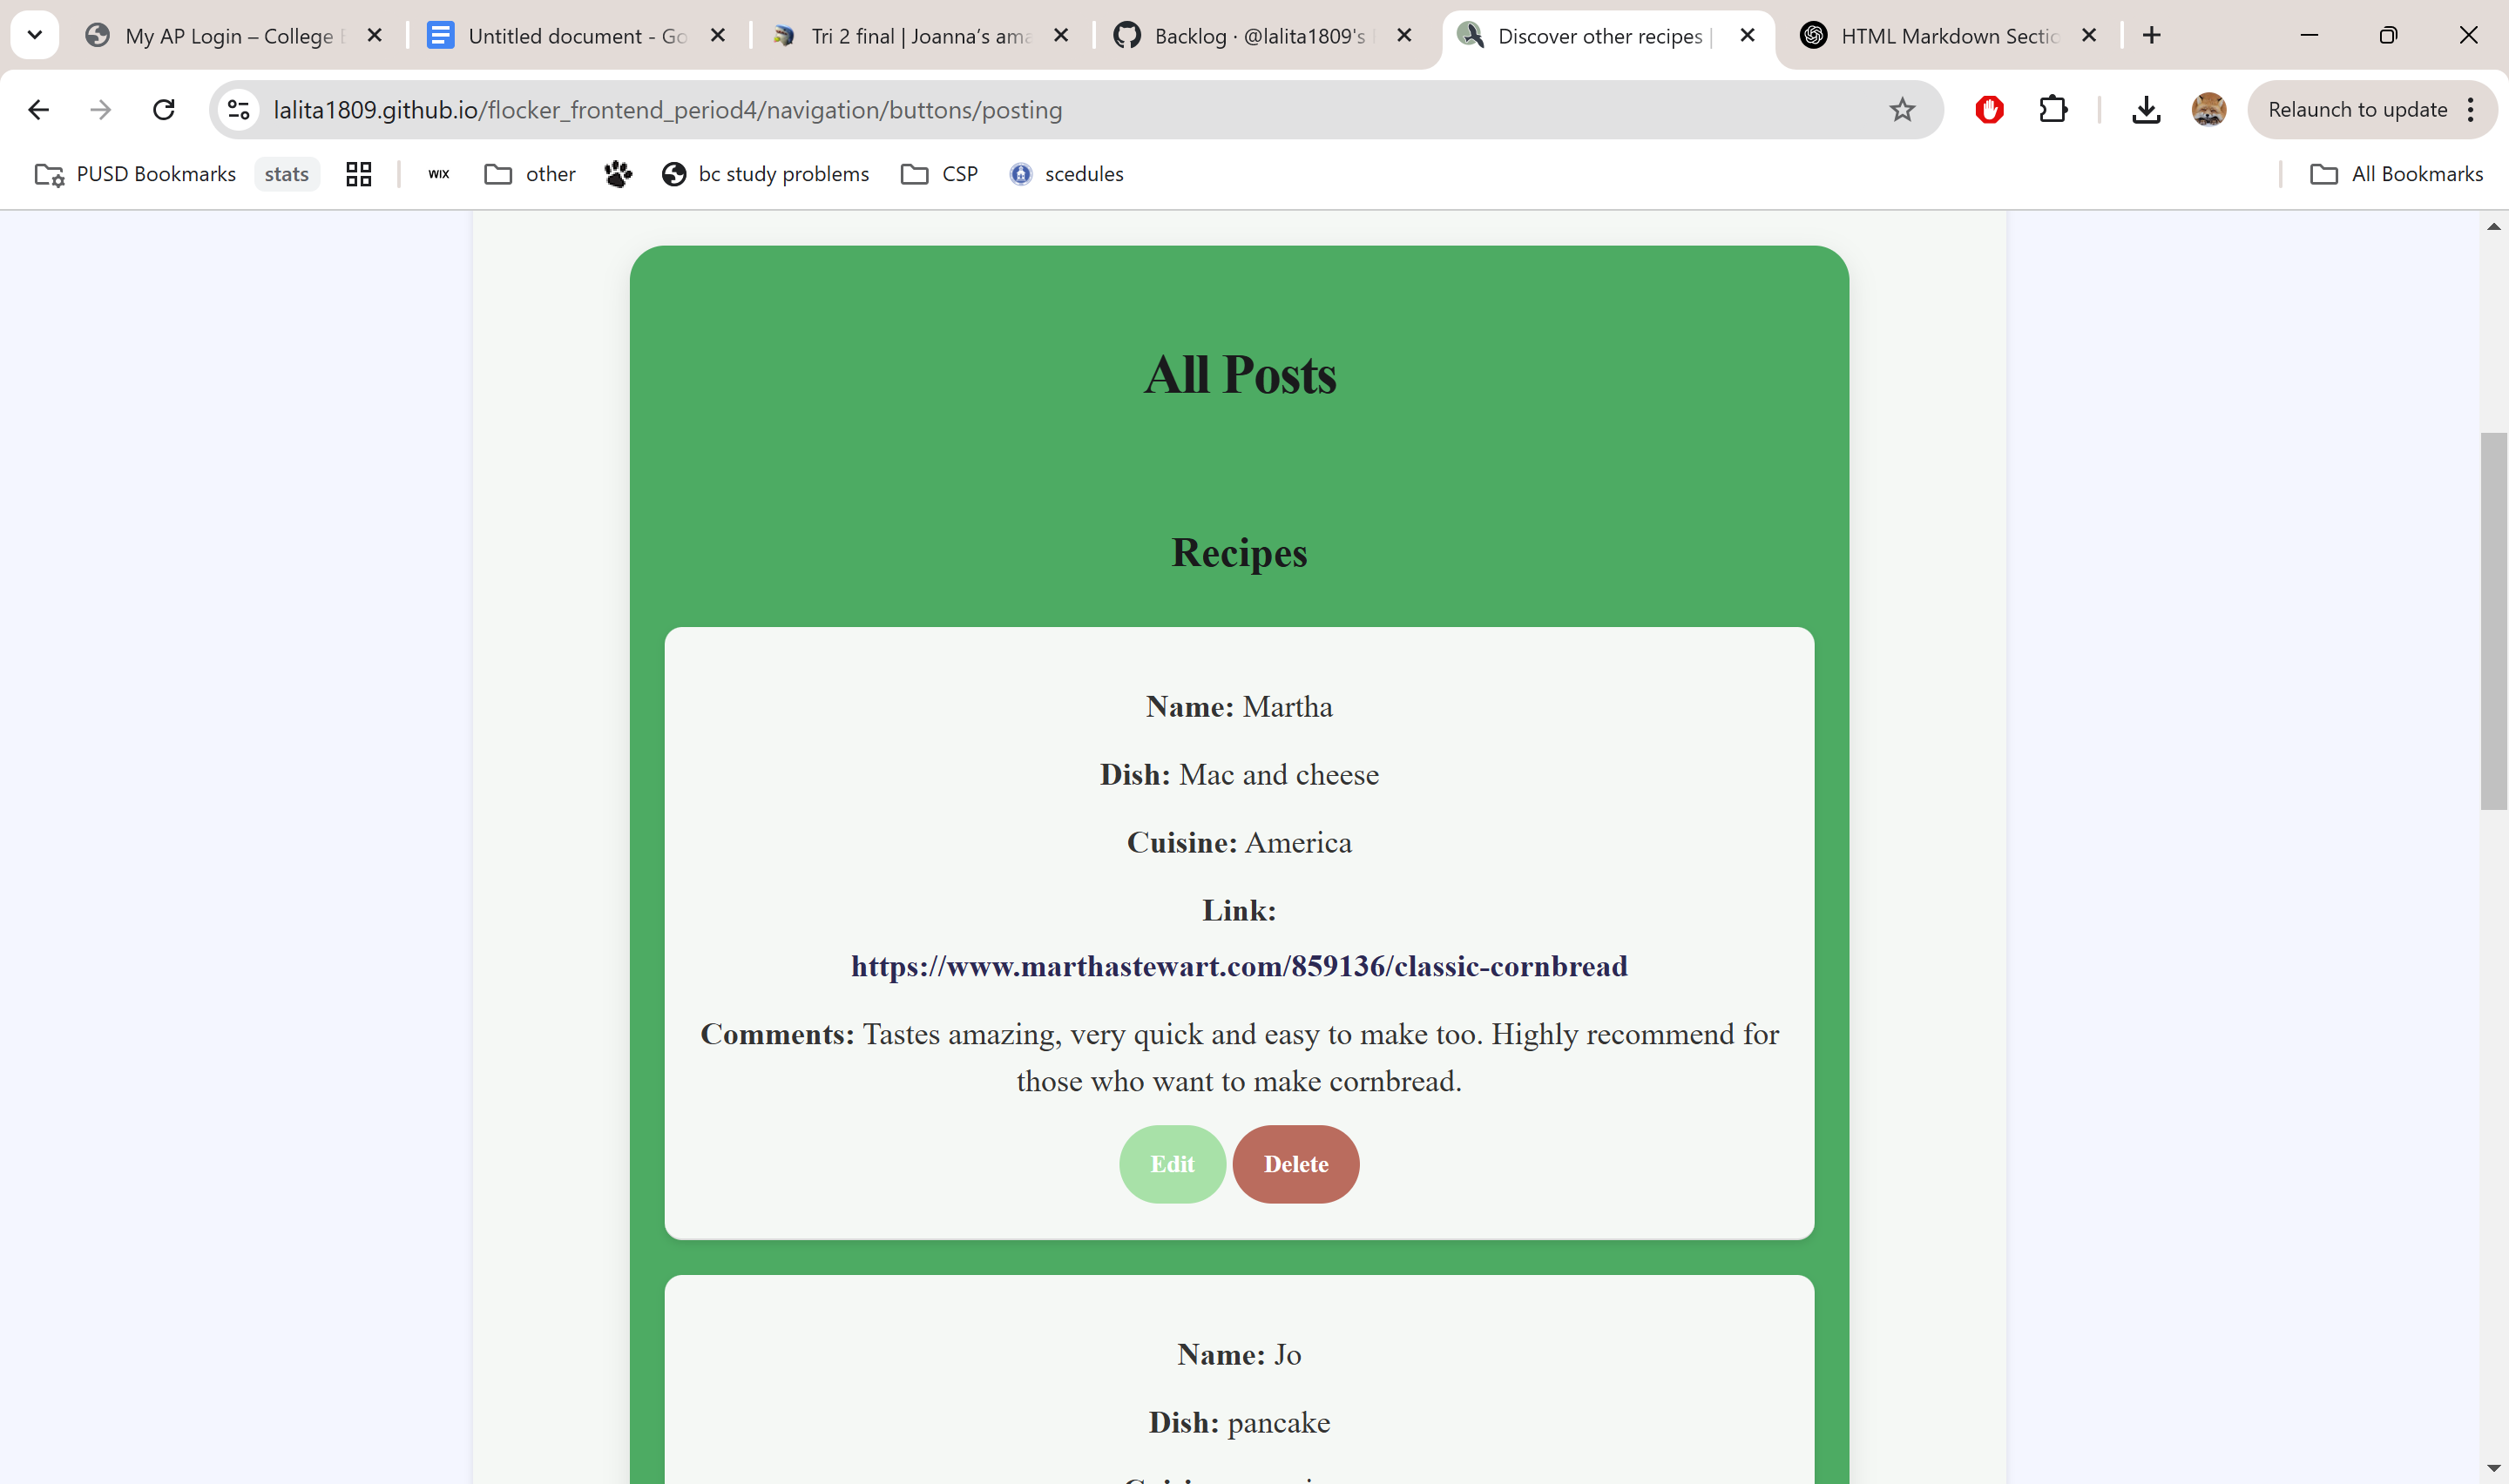 My AP Login – College
Untitled document - Go
Tri 2 final | Joanna’s ama
Backlog · @lalita1809's
Discover other recipes |
HTML Markdown Sectio
lalita1809.github.io/flocker_frontend_period4/navigation/buttons/posting
Relaunch to update
PUSD Bookmarks
stats
WIX
other
bc study problems
CSP
scedules
All Bookmarks
All Posts
Recipes
Name: Martha
Dish: Mac and cheese
Cuisine: America
Link:
https://www.marthastewart.com/859136/classic-cornbread
Comments: Tastes amazing, very quick and easy to make too. Highly recommend for
those who want to make cornbread.
Edit
Delete
Name: Jo
Dish: pancake